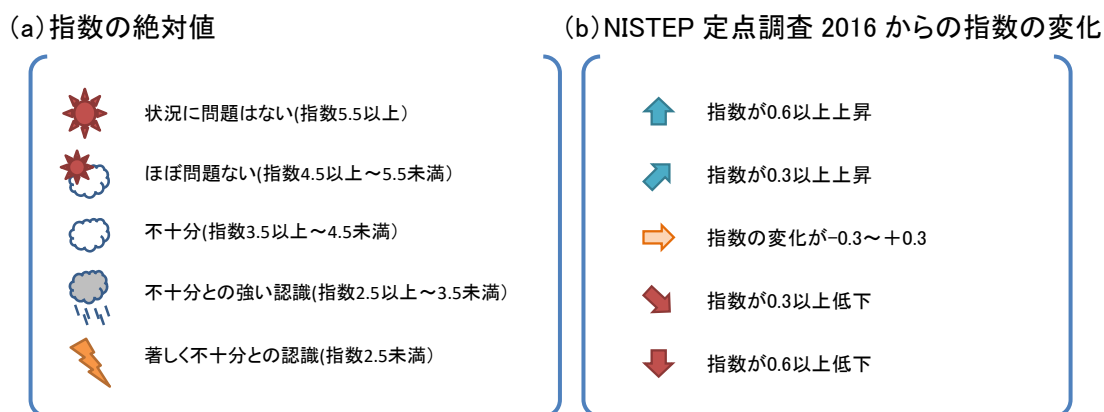 (a)指数の絶対値
状況に問題はない(指数5.5以上)
ほぼ問題ない(指数4.5以上～5.5未満)
不十分(指数3.5以上～4.5未満)
不十分との強い認識(指数2.5以上～3.5未満)
著しく不十分との認識(指数2.5未満)
(b)NISTEP 定点調査 2016 からの指数の変化
指数が0.6以上上昇
指数が0.3以上上昇
指数の変化が-0.3～＋0.3
指数が0.3以上低下
指数が0.6以上低下